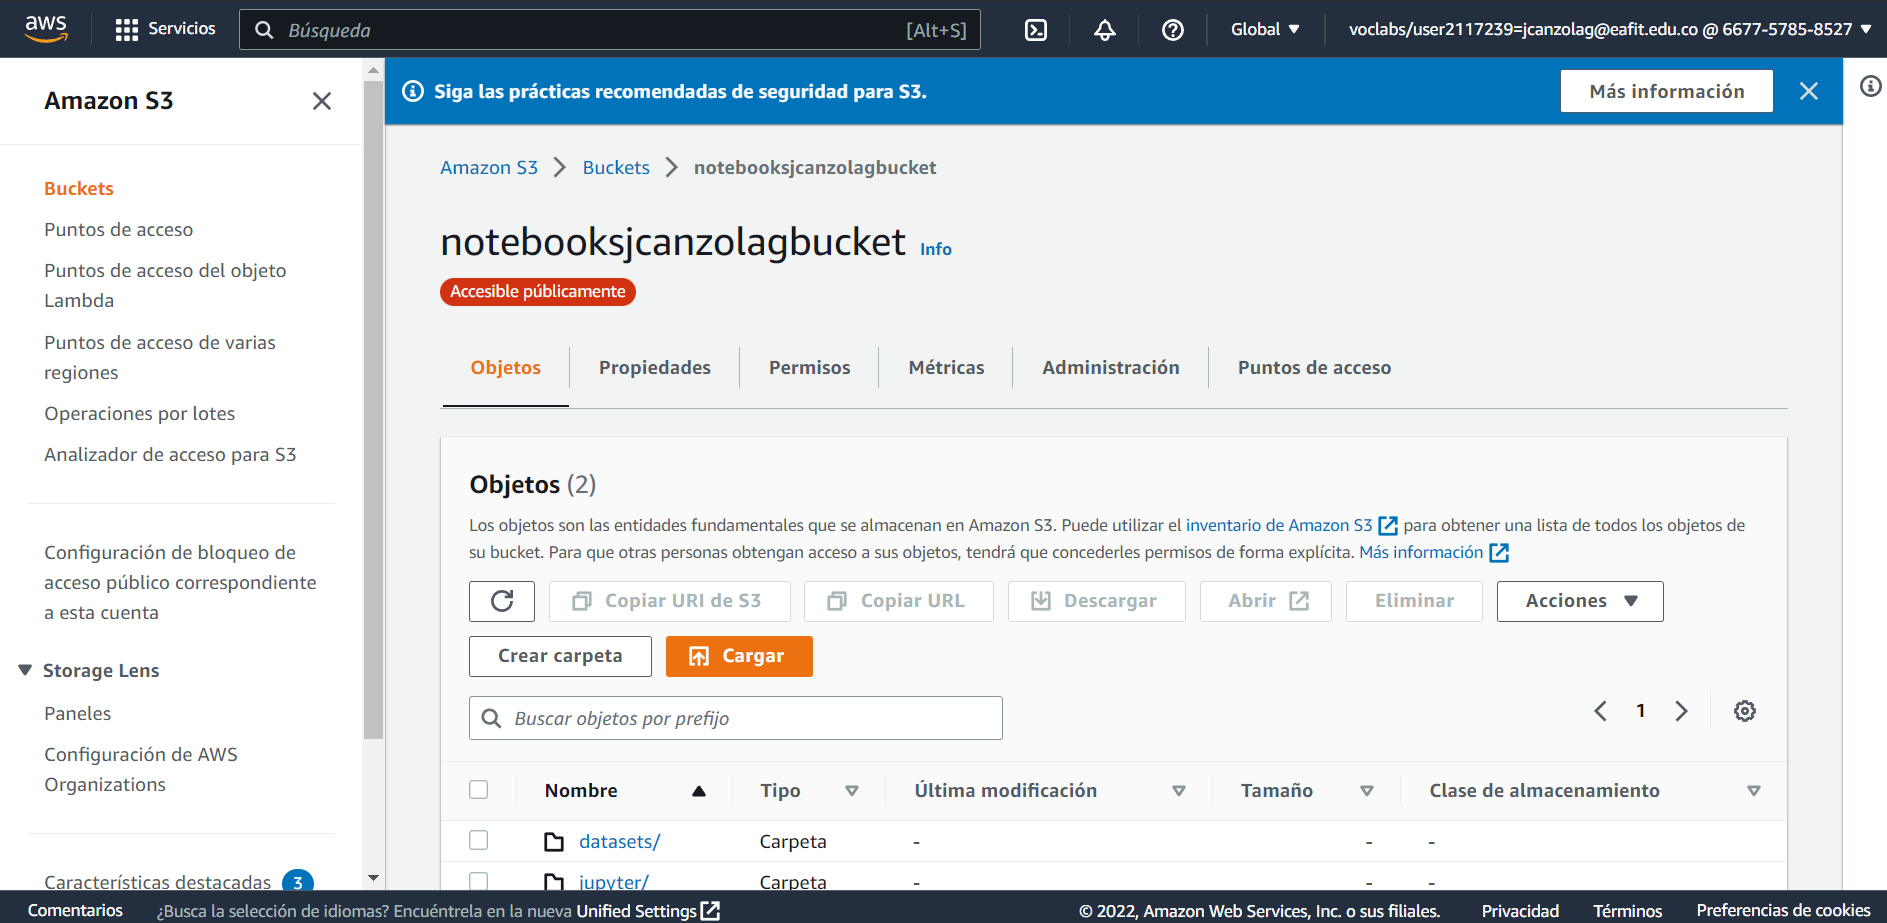 aws
Servicios
Búsqueda
[Alt+S]
Global
voclabs/user2117239=jcanzolag@eafit.edu.co @ 6677-5785-8527
Amazon S3
Buckets
Puntos de acceso
Puntos de acceso del objeto
Lambda
Puntos de acceso de varias
regiones
Operaciones por lotes
Analizador de acceso para S3
Configuración de bloqueo de
acceso público correspondiente
a esta cuenta
Storage Lens
Paneles
Configuración de AWS
Organizations
Características destacadas 3
Siga las prácticas recomendadas de seguridad para S3.
Más información
Amazon S3 > Buckets > notebooksjcanzolagbucket
notebooksjcanzolagbucket Info
Accesible públicamente
Objetos Propiedades Permisos Métricas Administración Puntos de acceso
Objetos (2)
Los objetos son las entidades fundamentales que se almacenan en Amazon S3. Puede utilizar el inventario de Amazon S3 para obtener una lista de todos los objetos de
su bucket. Para que otras personas obtengan acceso a sus objetos, tendrá que concederles permisos de forma explícita. Más información
Copiar URI de S3 Copiar URL Descargar Abrir Eliminar Acciones
Crear carpeta Cargar
Buscar objetos por prefijo
1
Nombre Tipo Última modificación Tamaño Clase de almacenamiento
datasets/ Carpeta - - -
jupyter/ Carpeta - - -
Comentarios ¿Busca la selección de idiomas? Encuéntrela en la nueva Unified Settings © 2022, Amazon Web Services, Inc. o sus filiales. Privacidad Términos Preferencias de cookies